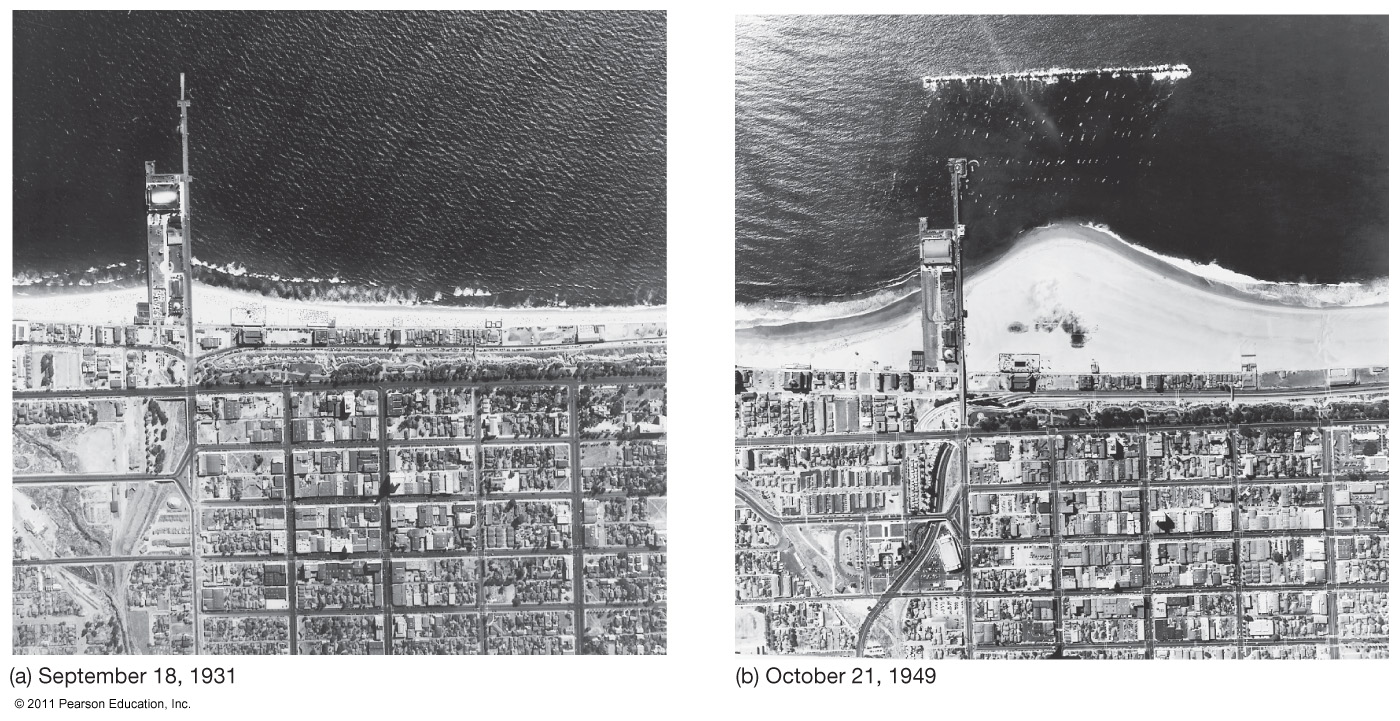 (a) September 18, 1931
(b) October 21, 1949
© 2011 Pearson Education, Inc.